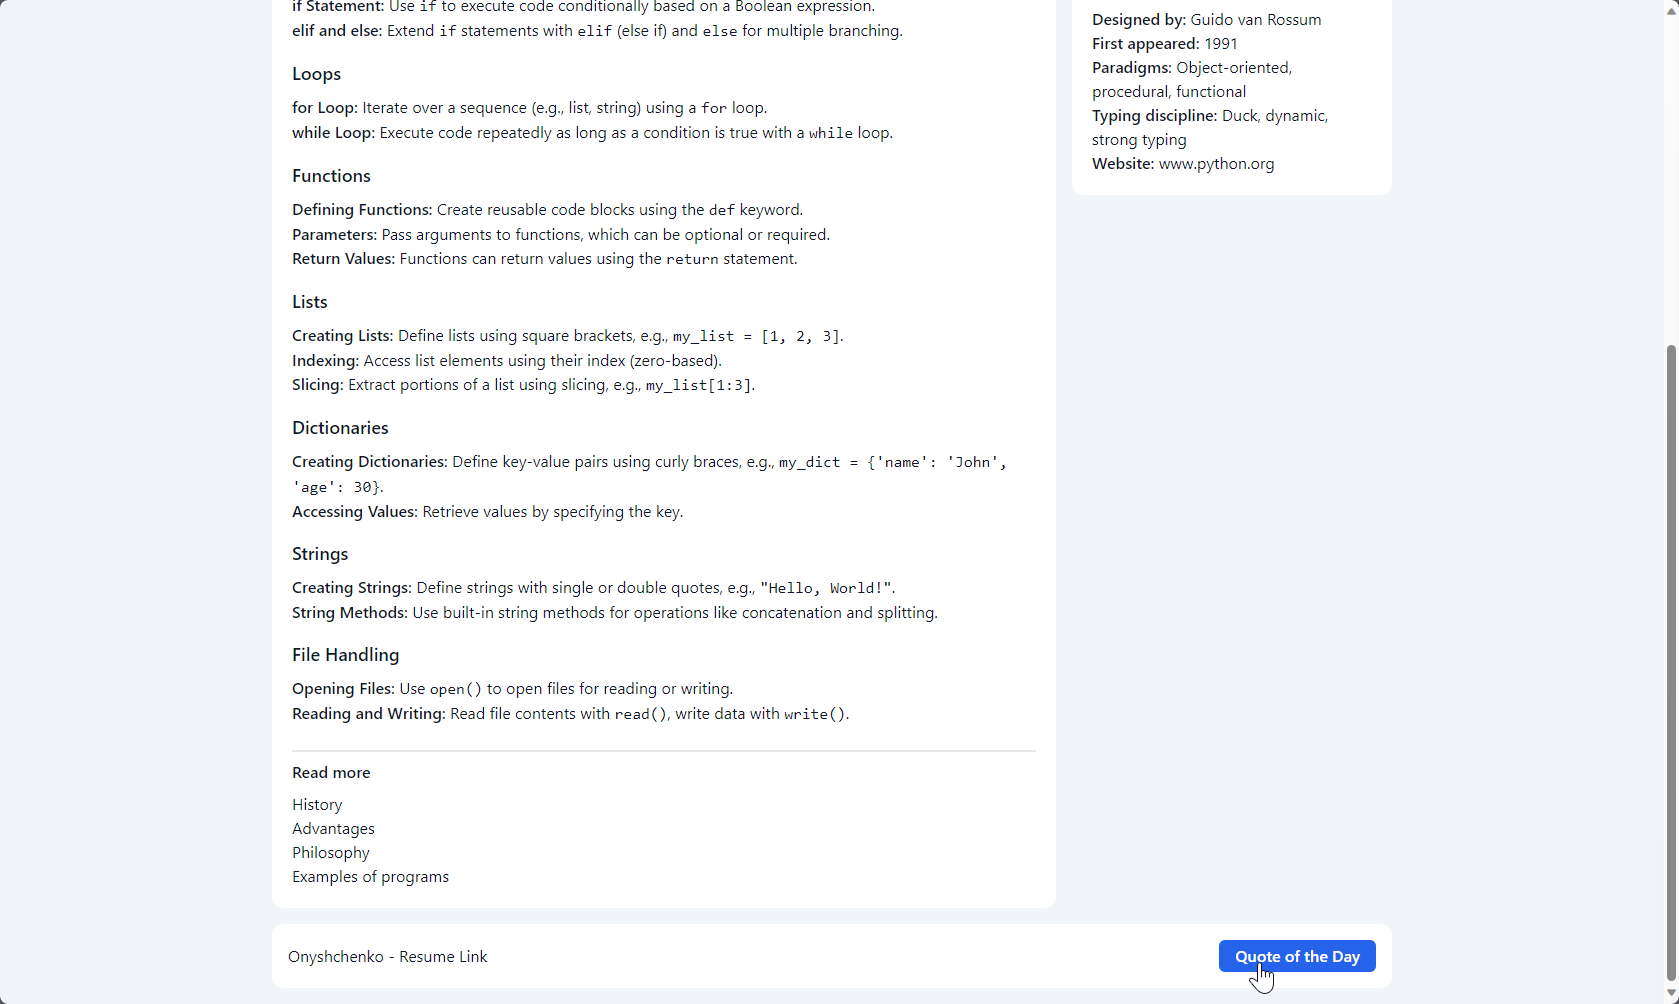 if Statement: Use if to execute code conditionally based on a Boolean expression.
elif and else: Extend if statements with elif (else if) and else for multiple branching.
Loops
for Loop: Iterate over a sequence (e.g., list, string) using a for loop.
while Loop: Execute code repeatedly as long as a condition is true with a while loop.
Functions
Defining Functions: Create reusable code blocks using the def keyword.
Parameters: Pass arguments to functions, which can be optional or required.
Return Values: Functions can return values using the return statement.
Lists
Creating Lists: Define lists using square brackets, e.g., my_list = [1, 2, 3].
Indexing: Access list elements using their index (zero-based).
Slicing: Extract portions of a list using slicing, e.g., my_list[1:3].
Dictionaries
Creating Dictionaries: Define key-value pairs using curly braces, e.g., my_dict = {'name': 'John',
'age': 30}.
Accessing Values: Retrieve values by specifying the key.
Strings
Creating Strings: Define strings with single or double quotes, e.g., "Hello, World!".
String Methods: Use built-in string methods for operations like concatenation and splitting.
File Handling
Opening Files: Use open() to open files for reading or writing.
Reading and Writing: Read file contents with read(), write data with write().
Read more
History
Advantages
Philosophy
Examples of programs
Designed by: Guido van Rossum
First appeared: 1991
Paradigms: Object-oriented,
procedural, functional
Typing discipline: Duck, dynamic,
strong typing
Website: www.python.org
Onyshchenko - Resume Link
Quote of the Day